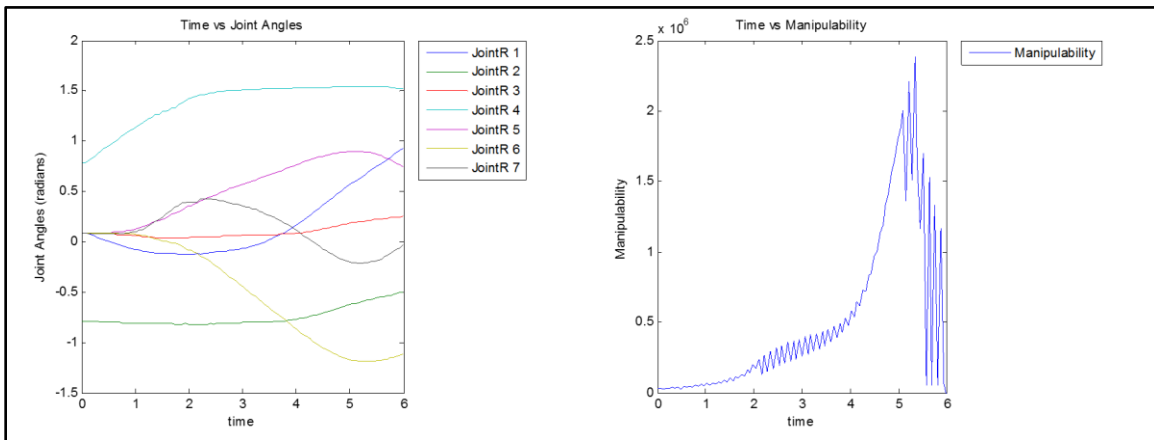 Time vs Joint Angles
2
1.5
1
0.5
0
-0.5
-1
-1.5
0
1
2
3
4
5
6
time
Joint Angles (radians)
JointR 1
JointR 2
JointR 3
JointR 4
JointR 5
JointR 6
JointR 7
x 10^6
Time vs Manipulability
2.5
2
1.5
1
0.5
0
0
1
2
3
4
5
6
time
Manipulability
Manipulability